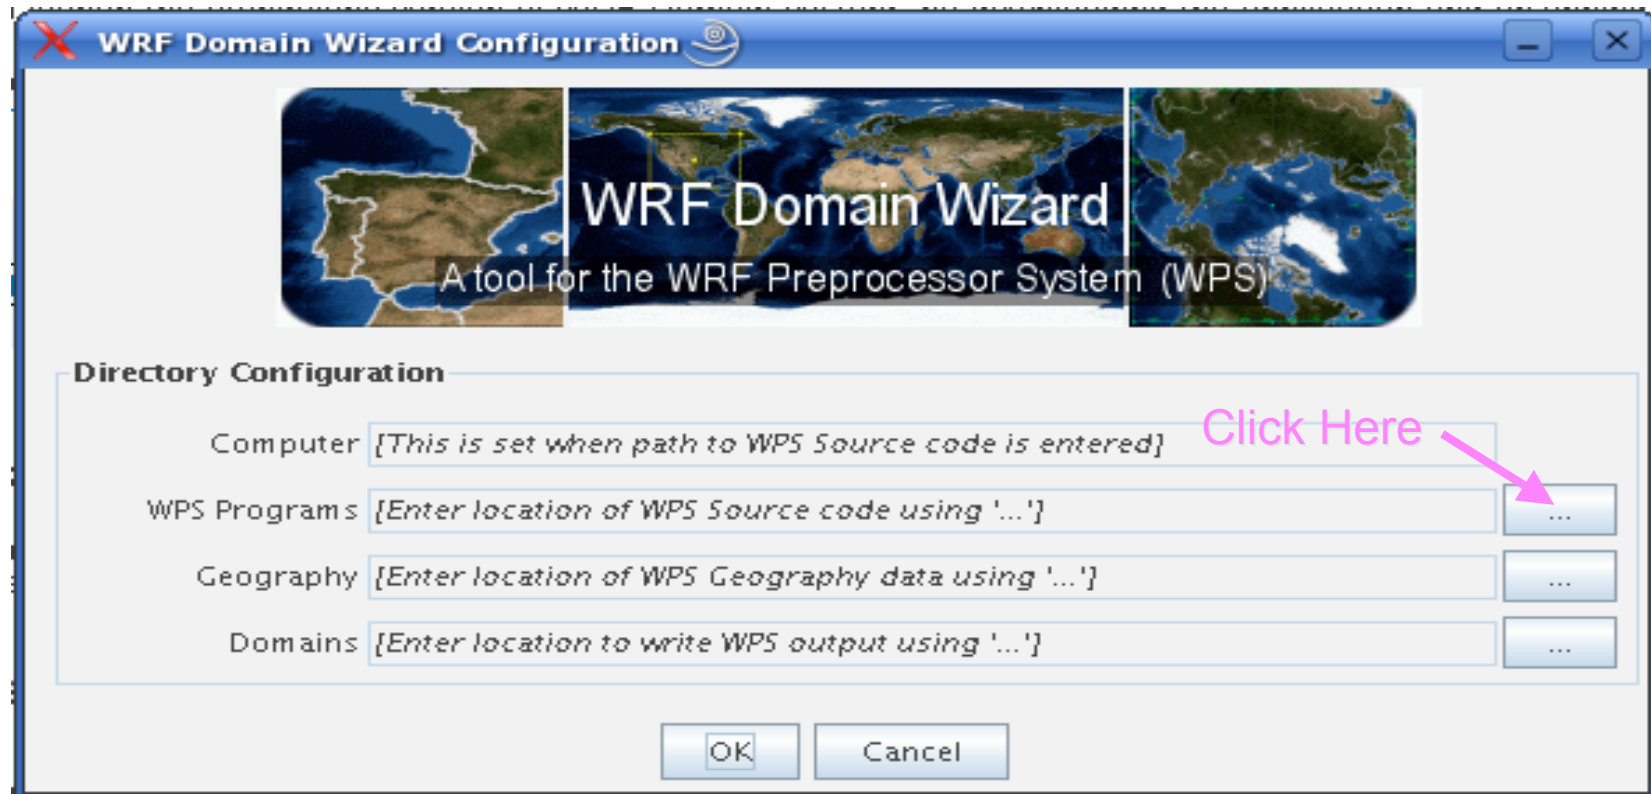 WRF Domain Wizard Configuration
WRF Domain Wizard
A tool for the WRF Preprocessor System (WPS)
Directory Configuration
Click Here
Computer [This is set when path to WPS Source code is entered]
WPS Programs [Enter location of WPS Source code using '...'] ...
Geography [Enter location of WPS Geography data using '...'] ...
Domains [Enter location to write WPS output using '...'] ...
OK Cancel